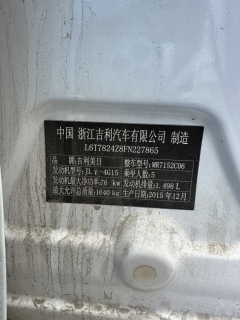 中国 浙江吉利汽车有限公司 制造
L6T7824Z8FN227865
品牌:吉利美日 整车型号:MR7152C06
发动机型号:JLγ-4G15 乘坐人数:5
发动机最大净功率:76 kw 发动机排量:1.498 L
最大允许总质量:1640 kg 生产日期:2015年12月